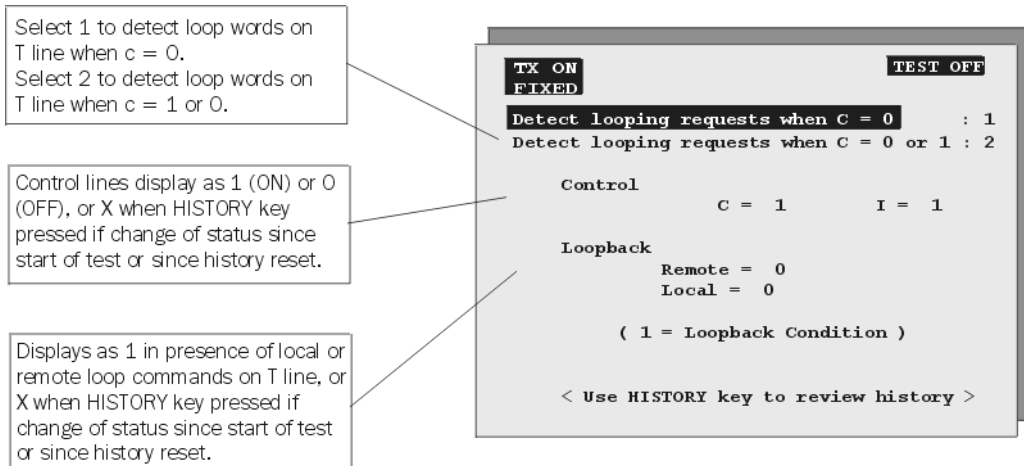 Select 1 to detect loop words on
T line when c = 0.
Select 2 to detect loop words on
T line when c = 1 or 0.
Control lines display as 1 (ON) or 0
(OFF), or X when HISTORY key
pressed if change of status since
start of test or since history reset.
Displays as 1 in presence of local or
remote loop commands on T line, or
X when HISTORY key pressed if
change of status since start of test
or since history reset.
TX ON
FIXED
TEST OFF
Detect looping requests when C = 0 : 1
Detect looping requests when C = 0 or 1 : 2
Control
C = 1 I = 1
Loopback
Remote = 0
Local = 0
( 1 = Loopback Condition )
< Use HISTORY key to review history >